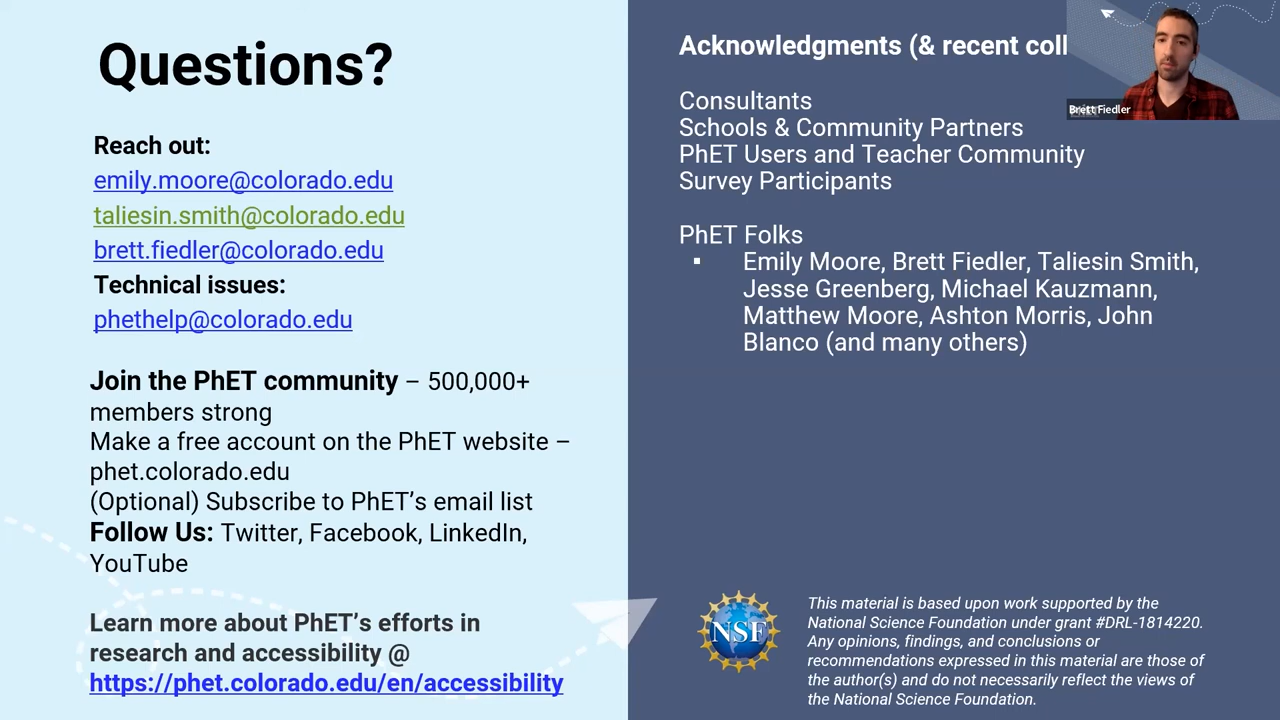 Questions?
Reach out:
emily.moore@colorado.edu
taliesin.smith@colorado.edu
brett.fiedler@colorado.edu
Technical issues:
phethelp@colorado.edu
Join the PhET community – 500,000+
members strong
Make a free account on the PhET website –
phet.colorado.edu
(Optional) Subscribe to PhET’s email list
Follow Us: Twitter, Facebook, LinkedIn,
YouTube
Learn more about PhET’s efforts in
research and accessibility @
https://phet.colorado.edu/en/accessibility
Acknowledgments (& recent coll
Consultants
Schools & Community Partners
PhET Users and Teacher Community
Survey Participants
PhET Folks
▪ Emily Moore, Brett Fiedler, Taliesin Smith,
Jesse Greenberg, Michael Kauzmann,
Matthew Moore, Ashton Morris, John
Blanco (and many others)
NSF
This material is based upon work supported by the
National Science Foundation under grant #DRL-1814220.
Any opinions, findings, and conclusions or
recommendations expressed in this material are those of
the author(s) and do not necessarily reflect the views of
the National Science Foundation.
Brett Fiedler